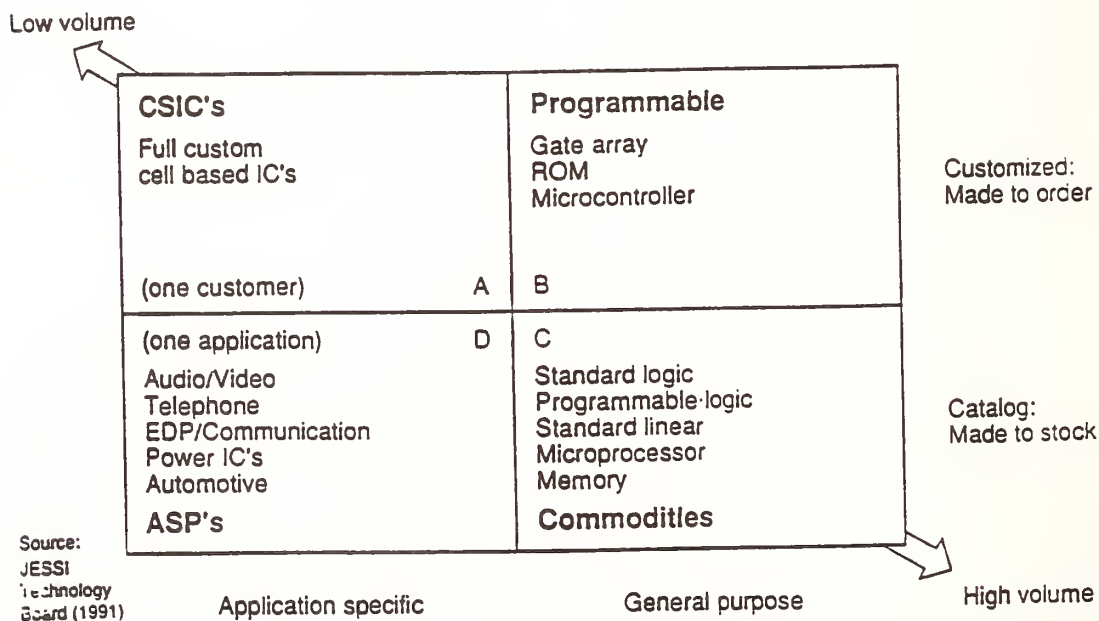 Low volume
CSIC's
Full custom
cell based IC's
(one customer)
A
Programmable
Gate array
ROM
Microcontroller
B
Customized:
Made to order
(one application)
D
Audio/Video
Telephone
EDP/Communication
Power IC's
Automotive
ASP's
C
Standard logic
Programmable·logic
Standard linear
Microprocessor
Memory
Commodities
Catalog:
Made to stock
Source:
JESSI
Technology
Board (1991)
Application specific
General purpose
High volume